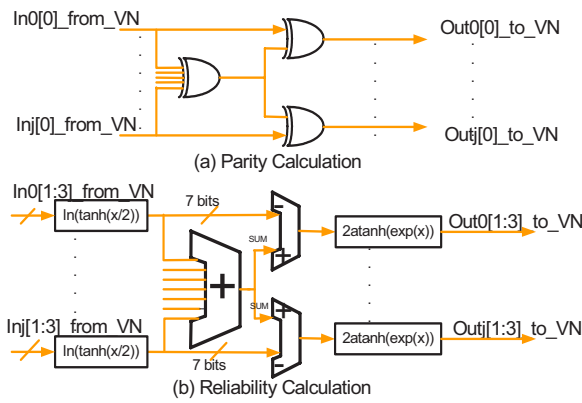 In0[0]_from_VN
Out0[0]_to_VN
Inj[0]_from_VN
Outj[0]_to_VN
(a) Parity Calculation
In0[1:3]_from_VN
7 bits
ln(tanh(x/2))
-
+
SUM
2atanh(exp(x))
Out0[1:3]_to_VN
+
Inj[1:3]_from_VN
ln(tanh(x/2))
SUM
+
-
2atanh(exp(x))
Outj[1:3]_to_VN
7 bits
(b) Reliability Calculation